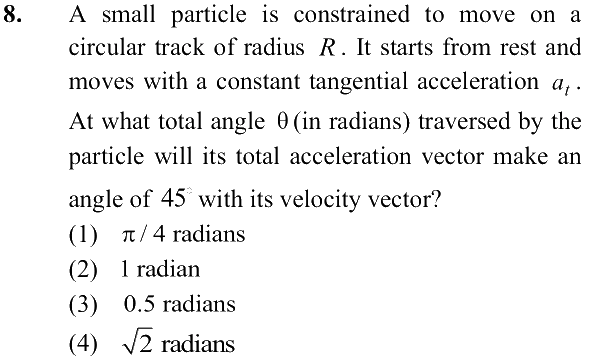 8. A small particle is constrained to move on a
circular track of radius R. It starts from rest and
moves with a constant tangential acceleration a_t.
At what total angle θ (in radians) traversed by the
particle will its total acceleration vector make an
angle of 45° with its velocity vector?
(1) π / 4 radians
(2) 1 radian
(3) 0.5 radians
(4) √2 radians